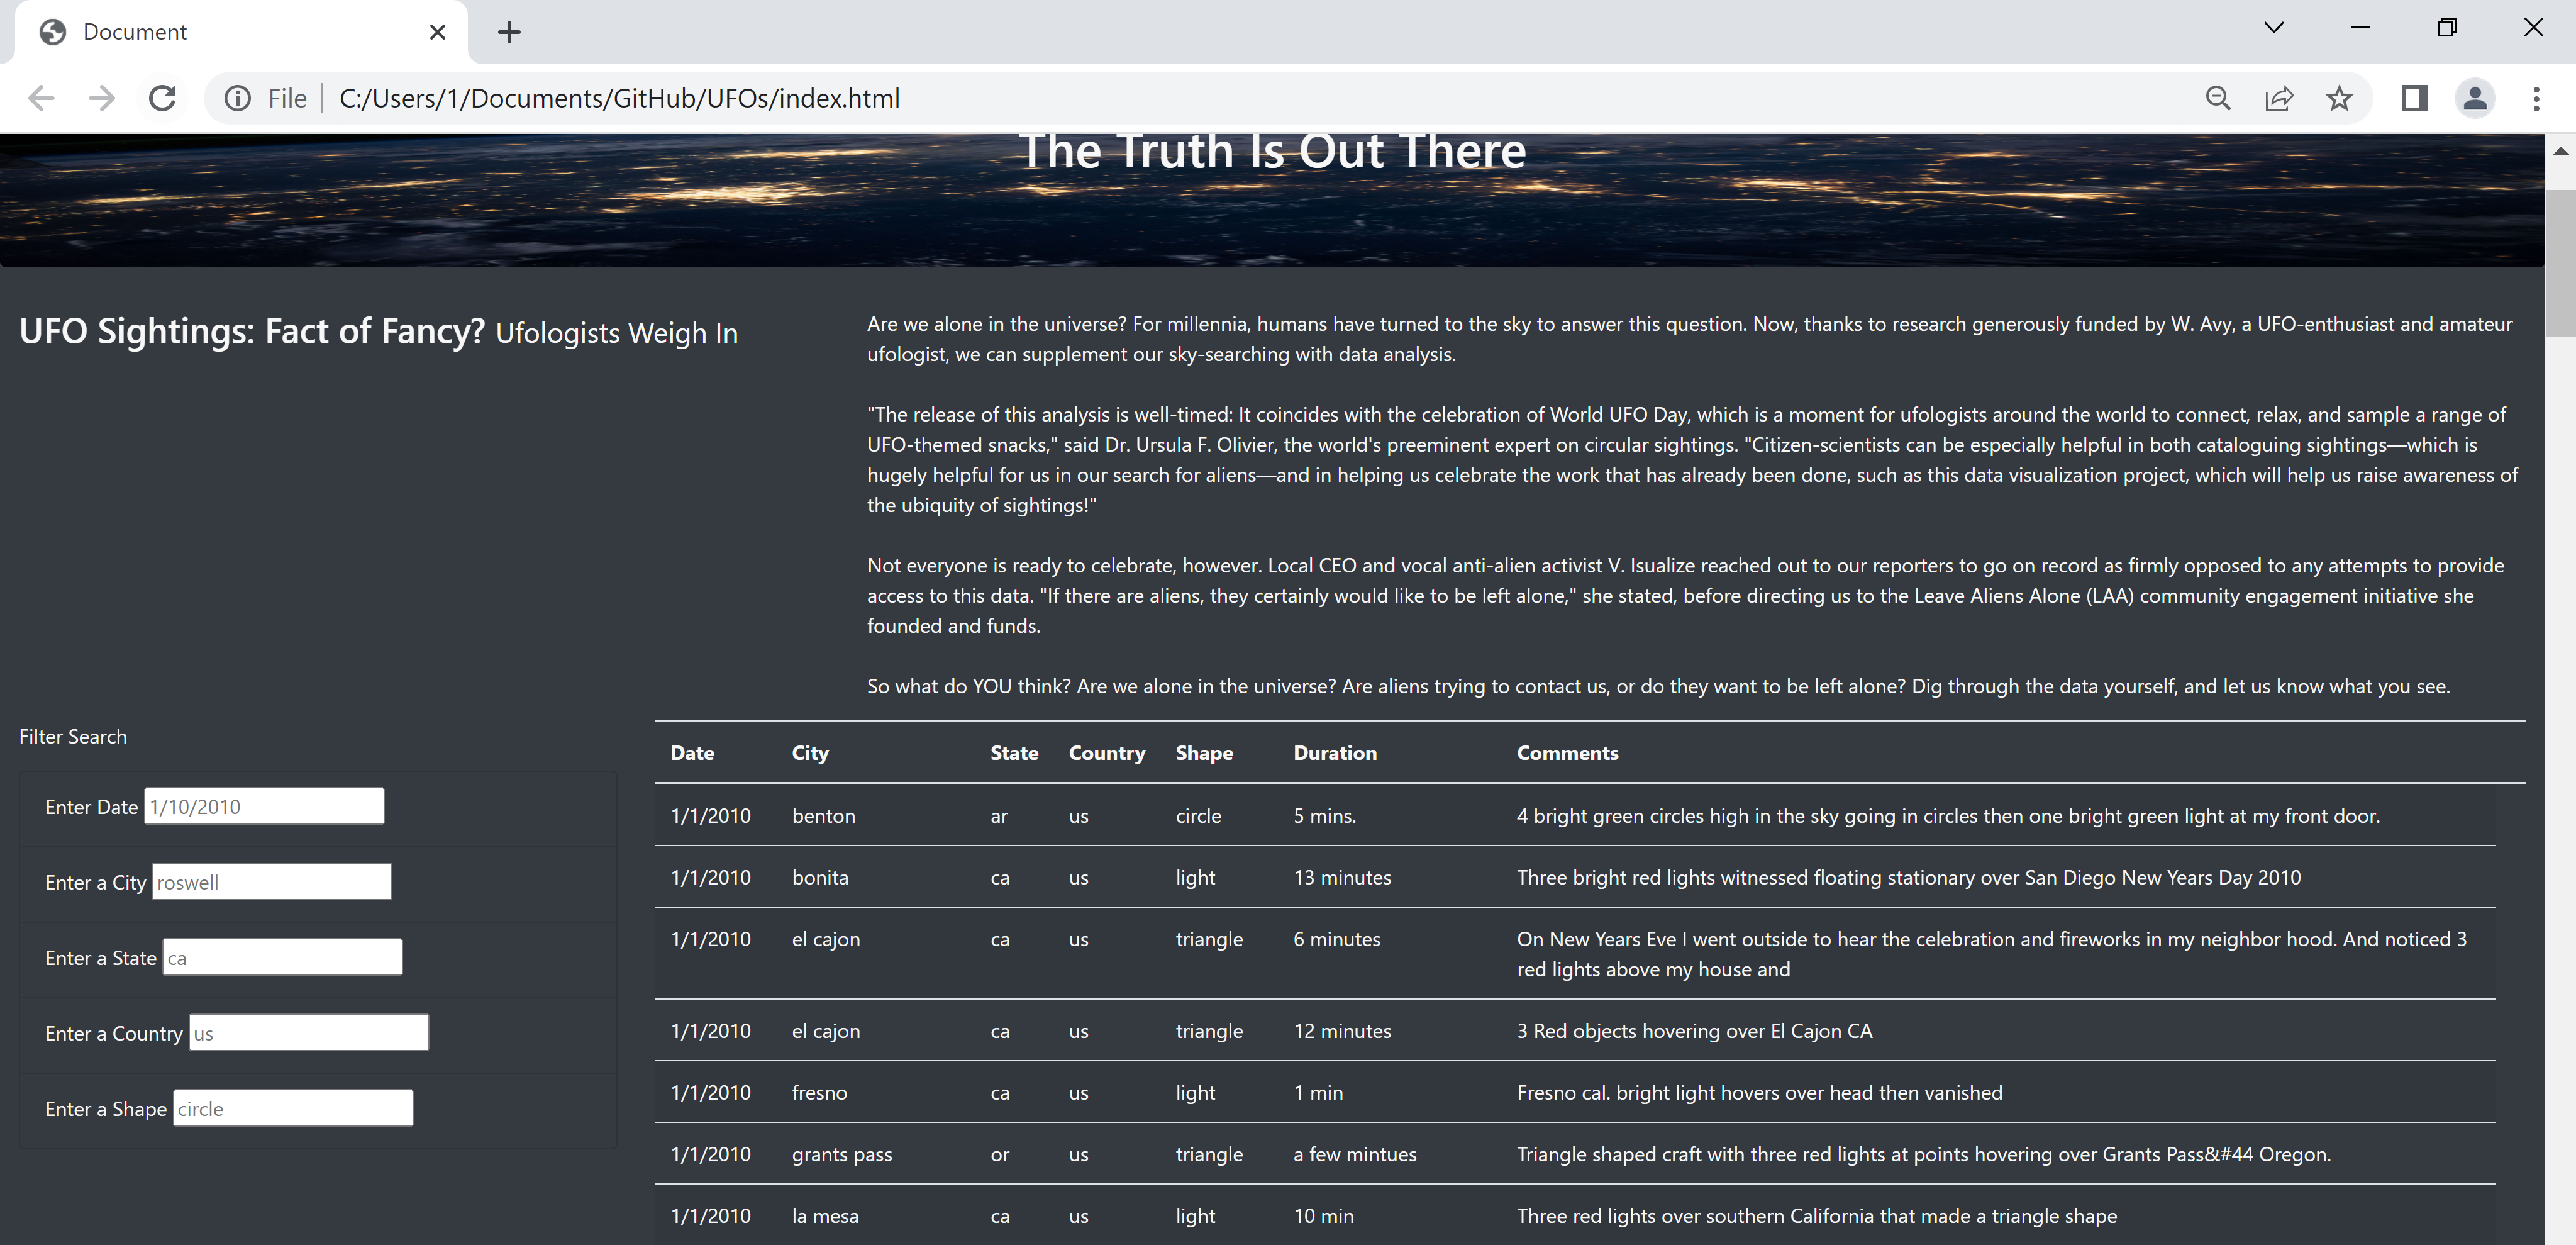 Document
File
C:/Users/1/Documents/GitHub/UFOs/index.html
The Truth Is Out There
UFO Sightings: Fact of Fancy? Ufologists Weigh In
Are we alone in the universe? For millennia, humans have turned to the sky to answer this question. Now, thanks to research generously funded by W. Avy, a UFO-enthusiast and amateur
ufologist, we can supplement our sky-searching with data analysis.
"The release of this analysis is well-timed: It coincides with the celebration of World UFO Day, which is a moment for ufologists around the world to connect, relax, and sample a range of
UFO-themed snacks," said Dr. Ursula F. Olivier, the world's preeminent expert on circular sightings. "Citizen-scientists can be especially helpful in both cataloguing sightings—which is
hugely helpful for us in our search for aliens—and in helping us celebrate the work that has already been done, such as this data visualization project, which will help us raise awareness of
the ubiquity of sightings!"
Not everyone is ready to celebrate, however. Local CEO and vocal anti-alien activist V. Isualize reached out to our reporters to go on record as firmly opposed to any attempts to provide
access to this data. "If there are aliens, they certainly would like to be left alone," she stated, before directing us to the Leave Aliens Alone (LAA) community engagement initiative she
founded and funds.
So what do YOU think? Are we alone in the universe? Are aliens trying to contact us, or do they want to be left alone? Dig through the data yourself, and let us know what you see.
Filter Search
Enter Date 1/10/2010
Enter a City roswell
Enter a State ca
Enter a Country us
Enter a Shape circle
Date City State Country Shape Duration Comments
1/1/2010 benton ar us circle 5 mins. 4 bright green circles high in the sky going in circles then one bright green light at my front door.
1/1/2010 bonita ca us light 13 minutes Three bright red lights witnessed floating stationary over San Diego New Years Day 2010
1/1/2010 el cajon ca us triangle 6 minutes On New Years Eve I went outside to hear the celebration and fireworks in my neighbor hood. And noticed 3
red lights above my house and
1/1/2010 el cajon ca us triangle 12 minutes 3 Red objects hovering over El Cajon CA
1/1/2010 fresno ca us light 1 min Fresno cal. bright light hovers over head then vanished
1/1/2010 grants pass or us triangle a few mintues Triangle shaped craft with three red lights at points hovering over Grants Pass&#44 Oregon.
1/1/2010 la mesa ca us light 10 min Three red lights over southern California that made a triangle shape